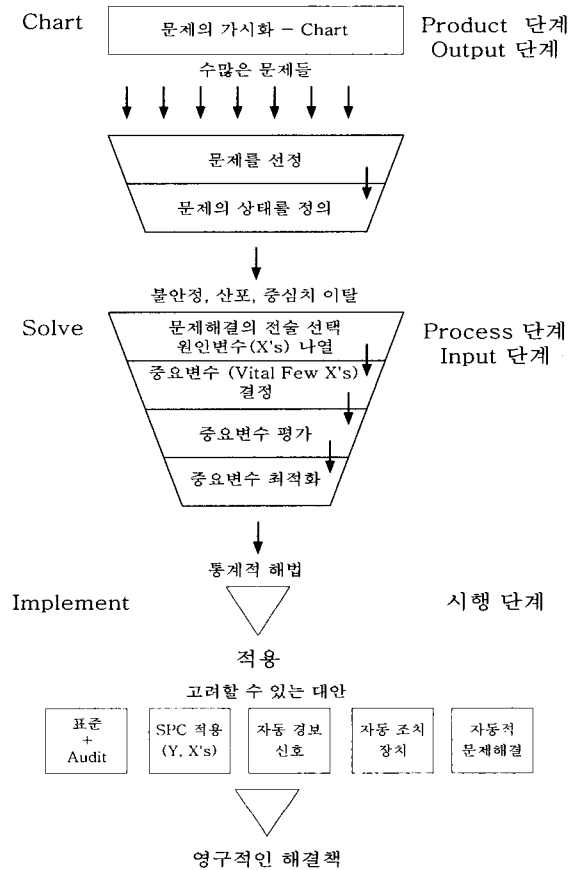 Chart
문제의 가시화 - Chart
Product 단계
Output 단계
수많은 문제들
문제를 선정
문제의 상태를 정의
불안정, 산포, 중심치 이탈
Solve
문제해결의 전술 선택
원인변수(X's) 나열
Process 단계
Input 단계
중요변수 (Vital Few X's)
결정
중요변수 평가
중요변수 최적화
통계적 해법
Implement
시행 단계
적용
고려할 수 있는 대안
표준
+
Audit
SPC 적용
(Y, X's)
자동 경보
신호
자동 조치
장치
자동적
문제해결
영구적인 해결책